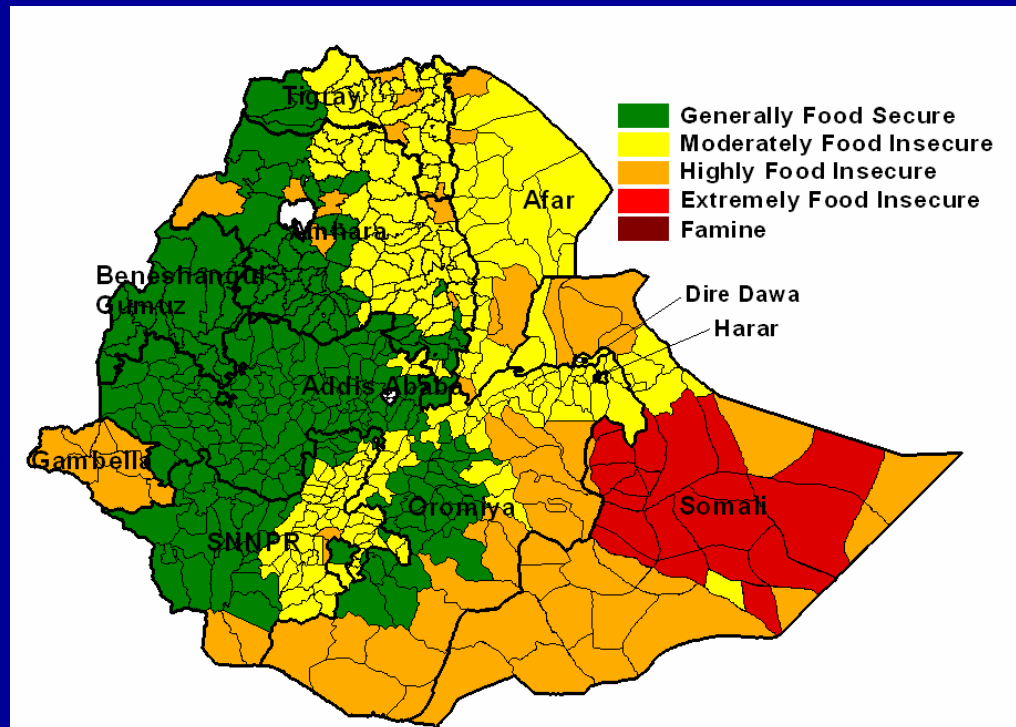 Tigray
Generally Food Secure
Moderately Food Insecure
Highly Food Insecure
Extremely Food Insecure
Famine
Afar
Amhara
Beneshangul
Gumuz
Dire Dawa
Harar
Addis Ababa
Gambella
Oromiya
Somali
SNNPR